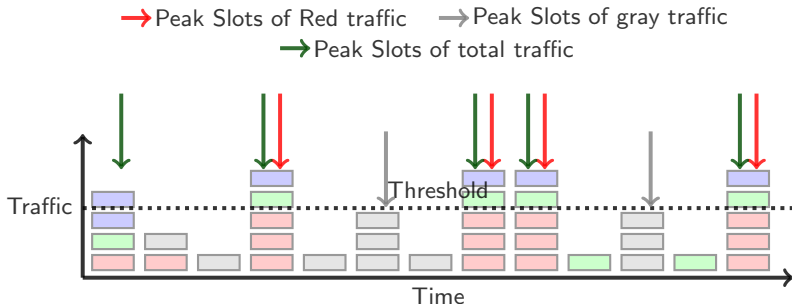 Peak Slots of Red traffic Peak Slots of gray traffic
Peak Slots of total traffic
Threshold
Traffic
Time